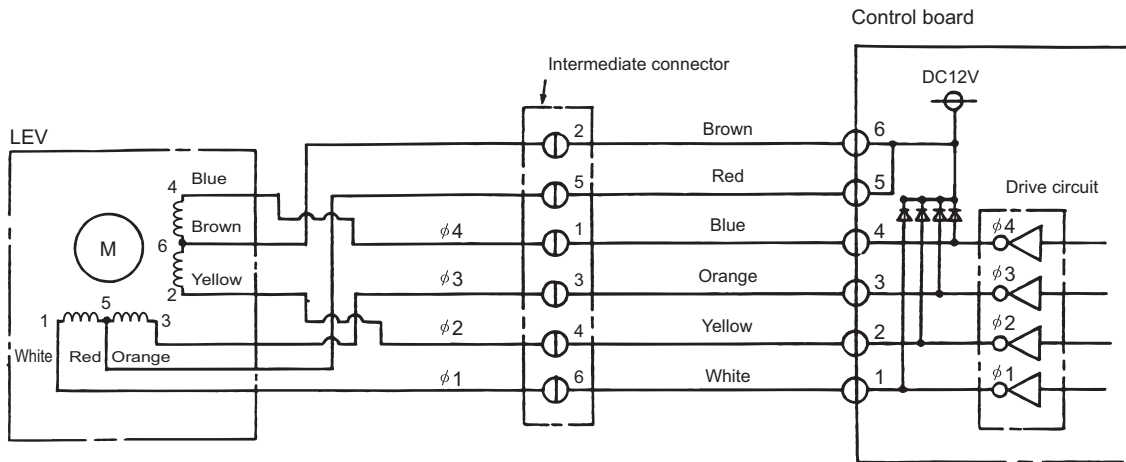 Control board
Intermediate connector
DC12V
LEV
2 Brown 6
4 Blue
5 Red 5
Drive circuit
Brown
6
M
φ4 1 Blue 4 φ4
Yellow
2
φ3 3 Orange 3 φ3
1 5 3
φ2 4 Yellow 2 φ2
White Red Orange
φ1 6 White 1 φ1